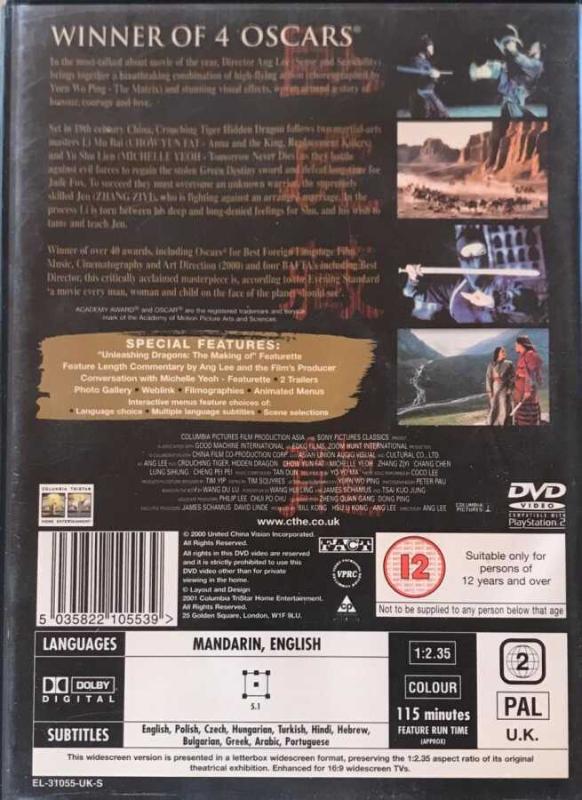 WINNER OF 4 OSCARS®
In the most talked about movie of the year, Director Ang Lee (Sense and Sensibility)
brings together a breathtaking combination of high-flying action (choreographed by
Yuen Wo Ping - The Matrix) and stunning visual effects, woven around a story of
honour, courage and love.
Set in 19th century China, Crouching Tiger Hidden Dragon follows two martial-arts
masters Li Mu Bai (CHOW YUN FAT - Anna and the King, Replacement Killers)
and Yu Shu Lien (MICHELLE YEOH - Tomorrow Never Dies) as they battle
against evil forces to regain the stolen Green Destiny sword and defeat long-time foe
Jade Fox. To succeed they must overcome an unknown warrior, the supremely
skilled Jen (ZHANG ZIYI), who is fighting against an arranged marriage. In the
process Li is torn between his deep and long-denied feelings for Shu, and his wish to
tame and teach Jen.
Winner of over 40 awards, including Oscars® for Best Foreign Language Film,
Music, Cinematography and Art Direction (2000) and four BAFTA's including Best
Director, this critically acclaimed masterpiece is, according to the Evening Standard
'a movie every man, woman and child on the face of the planet should see'.
ACADEMY AWARD® and OSCAR® are the registered trademark and service
mark of the Academy of Motion Picture Arts and Sciences.
SPECIAL FEATURES:
"Unleashing Dragons: The Making of" Featurette
Feature Length Commentary by Ang Lee and the Film's Producer
Conversation with Michelle Yeoh - Featurette • 2 Trailers
Photo Gallery • Weblink • Filmographies • Animated Menus
Interactive menus feature choices of:
• Language choice • Multiple language subtitles • Scene selections
COLUMBIA PICTURES FILM PRODUCTION ASIA SONY PICTURES CLASSICS
GOOD MACHINE INTERNATIONAL EDKO FILMS, ZOOM HUNT INTERNATIONAL
CHINA FILM CO-PRODUCTION CORP. ASIAN UNION CULTURAL CO., LTD.
ANG LEE CROUCHING TIGER, HIDDEN DRAGON CHOW YUN FAT MICHELLE YEOH ZHANG ZIYI CHANG CHEN
LUNG SIHUNG CHENG PEI PEI TAN DUN YO-YO MA COCO LEE
TIM YIP TIM SQUYRES YUEN WO PING PETER PAU
WANG DU LU WANG HUI LING JAMES SCHAMUS TSAI KUO JUNG
PHILIP LEE CHUI PO CHU ZHENG QUAN GANG DONG PING
JAMES SCHAMUS DAVID LINDE BILL KONG HSU LI KONG ANG LEE ANG LEE
COLUMBIA TRISTAR
HOME ENTERTAINMENT
www.cthe.co.uk
COLUMBIA
PICTURES
DVD
VIDEO
COMPATIBLE WITH
PlayStation 2
© 2000 United China Vision Incorporated.
All Rights Reserved.
All rights in this DVD video are reserved
and it is strictly prohibited to use this
DVD video other than for private
viewing in the home.
© Layout and Design
2001 Columbia TriStar Home Entertainment.
All Rights Reserved.
25 Golden Square, London, W1F 9LU.
5 035822 105539 >
FACT
VPRC
12
Suitable only for
persons of
12 years and over
Not to be supplied to any person below that age
LANGUAGES
MANDARIN, ENGLISH
DOLBY
DIGITAL
5.1
SUBTITLES
English, Polish, Czech, Hungarian, Turkish, Hindi, Hebrew,
Bulgarian, Greek, Arabic, Portuguese
1:2.35
COLOUR
115 minutes
FEATURE RUN TIME
(APPROX)
2
PAL
U.K.
This widescreen version is presented in a letterbox widescreen format, preserving the 1:2.35 aspect ratio of its original
theatrical exhibition. Enhanced for 16:9 widescreen TVs.
EL-31055-UK-S